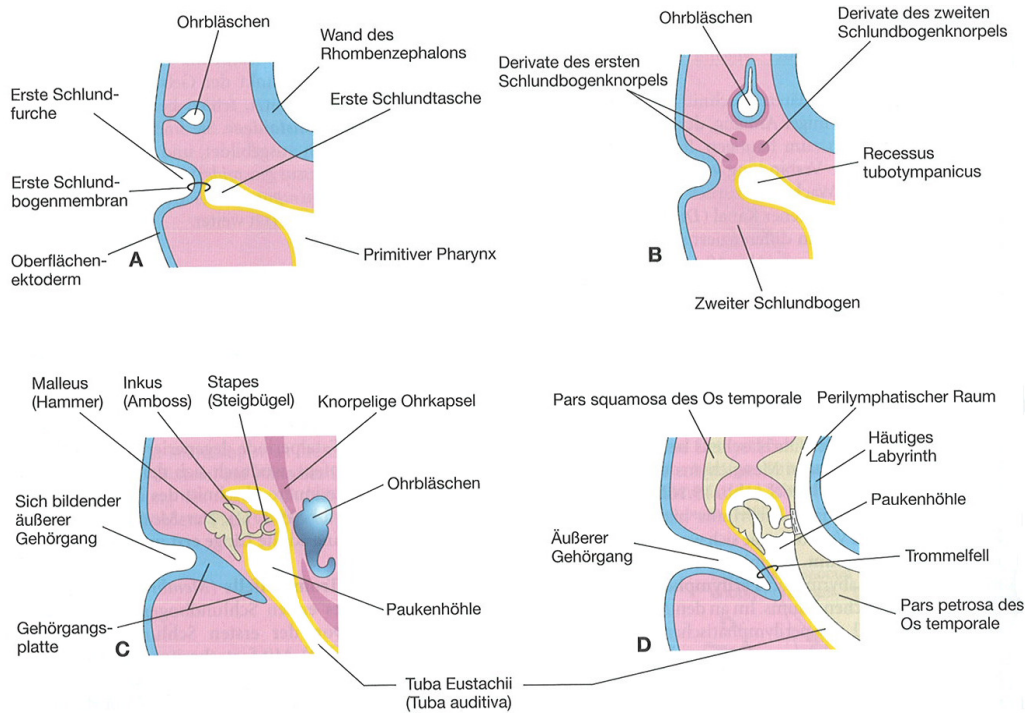 Ohrbläschen
Wand des
Rhombenzephalons
Erste Schlund-
furche
Erste Schlundtasche
Erste Schlund-
bogenmembran
Oberflächen-
ektoderm
A
Primitiver Pharynx
Ohrbläschen
Derivate des zweiten
Schlundbogenknorpels
Derivate des ersten
Schlundbogenknorpels
Recessus
tubotympanicus
B
Zweiter Schlundbogen
Malleus
(Hammer)
Inkus
(Amboss)
Stapes
(Steigbügel)
Knorpelige Ohrkapsel
Sich bildender
äußerer
Gehörgang
Ohrbläschen
Paukenhöhle
Gehörgangs-
platte
C
Tuba Eustachii
(Tuba auditiva)
Pars squamosa des Os temporale
Perilymphatischer Raum
Häutiges
Labyrinth
Paukenhöhle
Äußerer
Gehörgang
Trommelfell
Pars petrosa des
Os temporale
D